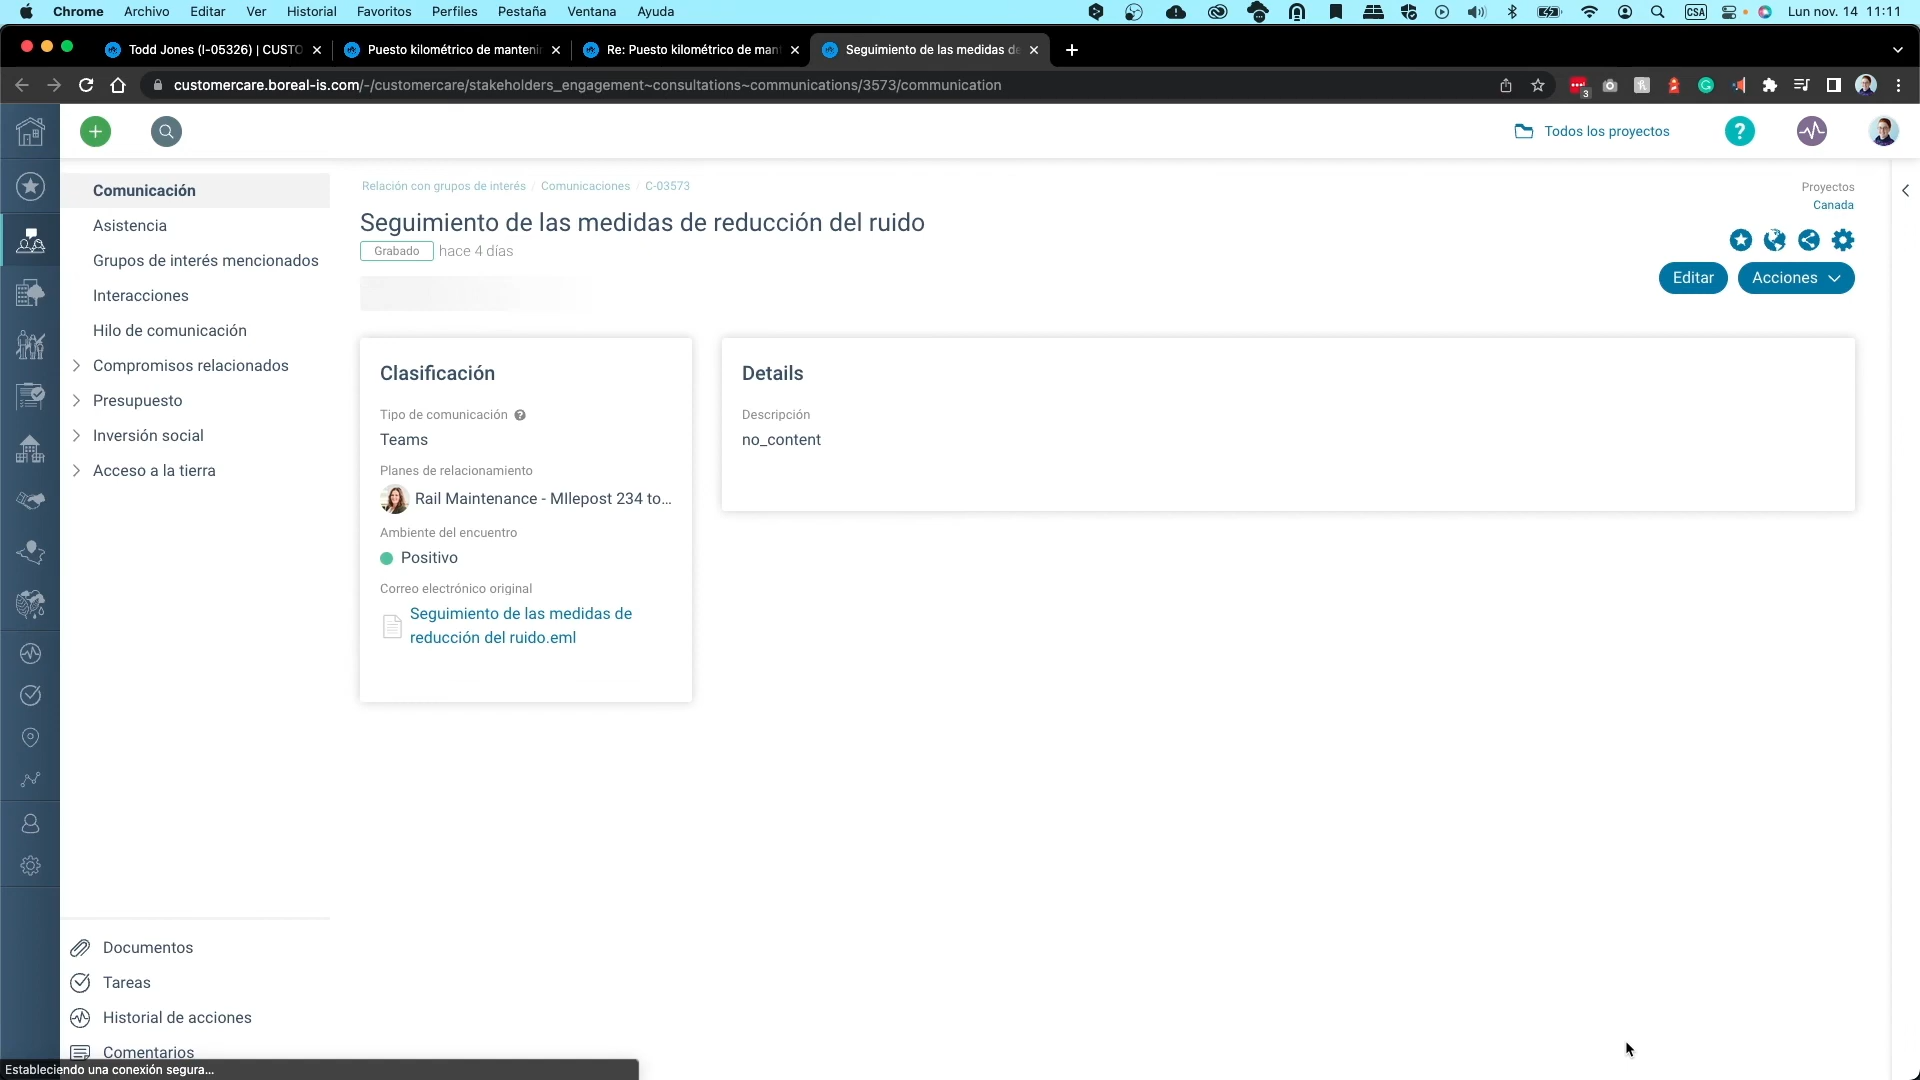 Chrome Archivo Editar Ver Historial Favoritos Perfiles Pestaña Ventana Ayuda
CSA
Lun nov. 14 11:11
Todd Jones (I-05326) | CUSTO
Puesto kilométrico de manteni
Re: Puesto kilométrico de mant
Seguimiento de las medidas de
customercare.boreal-is.com/-/customercare/stakeholders_engagement~consultations~communications/3573/communication
3
Todos los proyectos
?
Comunicación
Asistencia
Grupos de interés mencionados
Interacciones
Hilo de comunicación
Compromisos relacionados
Presupuesto
Inversión social
Acceso a la tierra
Relación con grupos de interés / Comunicaciones / C-03573
Seguimiento de las medidas de reducción del ruido
Grabado hace 4 días
Proyectos
Canada
Editar
Acciones
Clasificación
Tipo de comunicación ?
Teams
Planes de relacionamiento
Rail Maintenance - MIlepost 234 to...
Ambiente del encuentro
Positivo
Correo electrónico original
Seguimiento de las medidas de
reducción del ruido.eml
Details
Descripción
no_content
Documentos
Tareas
Historial de acciones
Comentarios
Estableciendo una conexión segura...